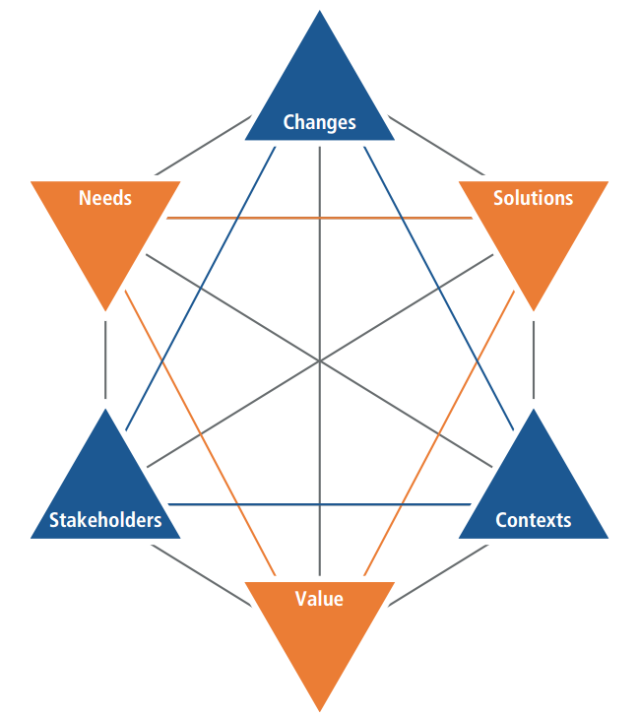 Changes
Needs
Solutions
Stakeholders
Contexts
Value